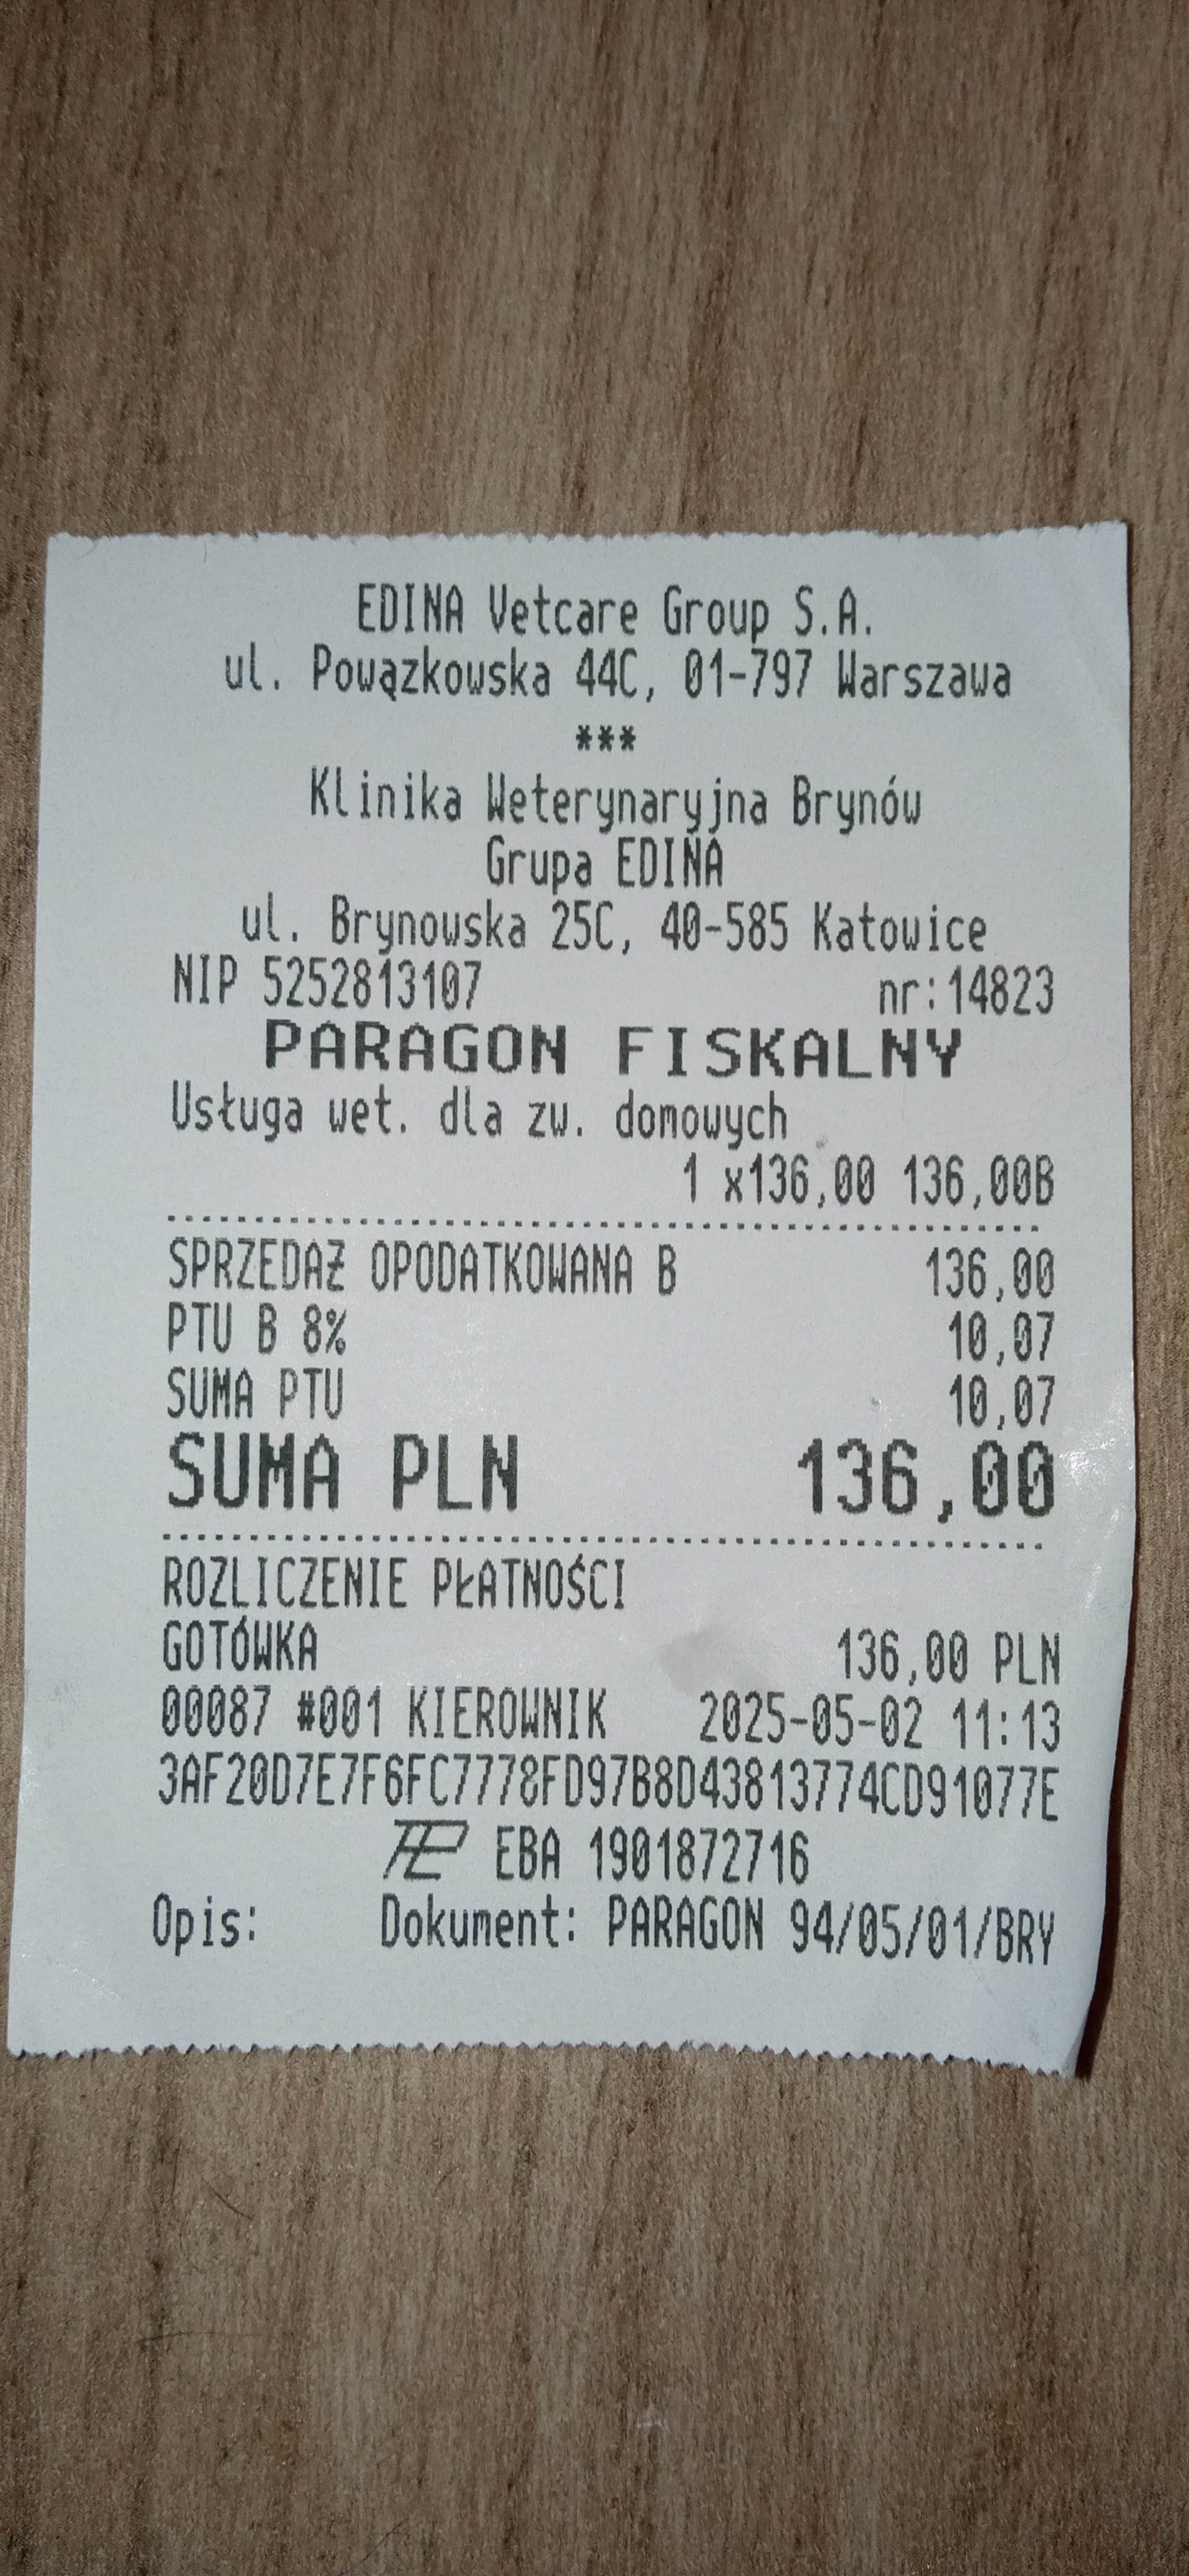 EDINA Vetcare Group S.A.
ul. Powązkowska 44C, 01-797 Warszawa
***
Klinika Weterynaryjna Brynów
Grupa EDINA
ul. Brynowska 25C, 40-585 Katowice
NIP 5252813107 nr:14823
PARAGON FISKALNY
Usługa wet. dla zw. domowych
1 x136,00 136,00B
SPRZEDAŻ OPODATKOWANA B 136,00
PTU B 8% 10,07
SUMA PTU 10,07
SUMA PLN 136,00
ROZLICZENIE PŁATNOŚCI
GOTÓWKA 136,00 PLN
00087 #001 KIEROWNIK 2025-05-02 11:13
3AF20D7E7F6FC7778FD97B8D43813774CD91077E
EBA 1901872716
Opis: Dokument: PARAGON 94/05/01/BRY